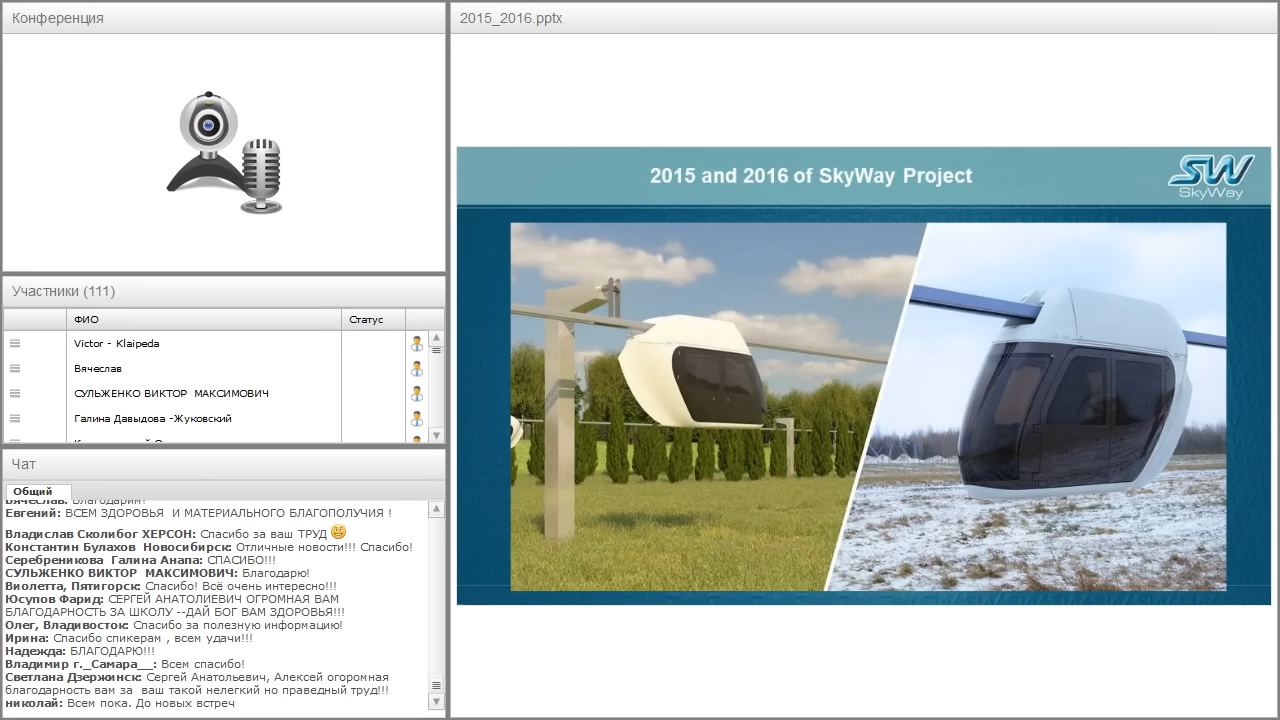 Конференция
2015_2016.pptx
2015 and 2016 of SkyWay Project
SW
SkyWay
Участники (111)
ФИО
Статус
Victor - Klaipeda
Вячеслав
СУЛЬЖЕНКО ВИКТОР МАКСИМОВИЧ
Галина Давыдова -Жуковский
Чат
Общий
Вячеслав: Благодарим!
Евгений: ВСЕМ ЗДОРОВЬЯ И МАТЕРИАЛЬНОГО БЛАГОПОЛУЧИЯ !
Владислав Сколибог ХЕРСОН: Спасибо за ваш ТРУД
Константин Булахов Новосибирск: Отличные новости!!! Спасибо!
Серебреникова Галина Анапа: СПАСИБО!!!
СУЛЬЖЕНКО ВИКТОР МАКСИМОВИЧ: Благодарю!
Виолетта, Пятигорск: Спасибо! Всё очень интересно!!!
Юсупов Фарид: СЕРГЕЙ АНАТОЛИЕВИЧ ОГРОМНАЯ ВАМ
БЛАГОДАРНОСТЬ ЗА ШКОЛУ --ДАЙ БОГ ВАМ ЗДОРОВЬЯ!!!
Олег, Владивосток: Спасибо за полезную информацию!
Ирина: Спасибо спикерам , всем удачи!!!
Надежда: БЛАГОДАРЮ!!!
Владимир г._Самара__: Всем спасибо!
Светлана Дзержинск: Сергей Анатольевич, Алексей огоромная
благодарность вам за ваш такой нелегкий но праведный труд!!!
николай: Всем пока. До новых встреч